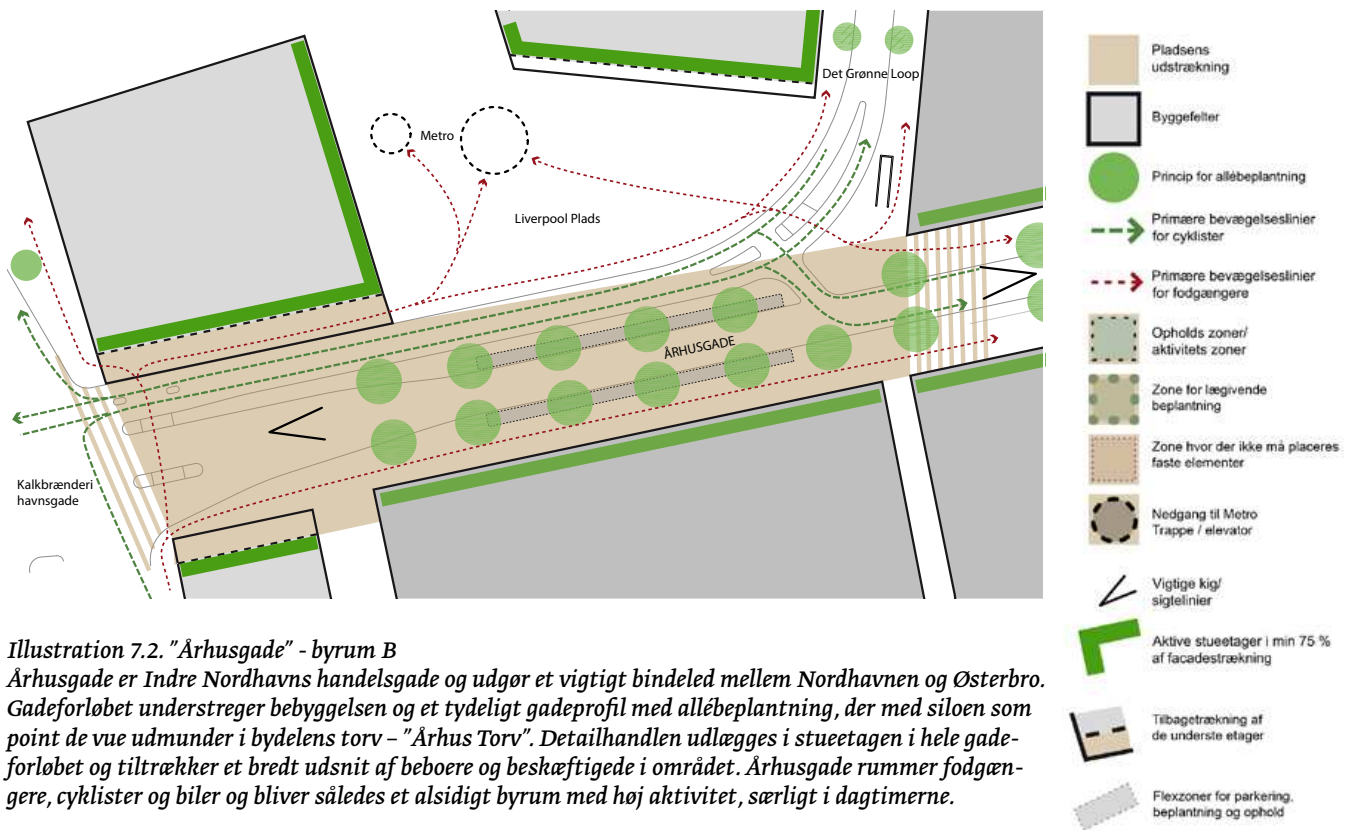 Det Grønne Loop
Metro
Liverpool Plads
ÅRHUSGADE
Kalkbrænderi
havnsgade
Pladsens
udstrækning
Byggefelter
Princip for allébeplantning
Primære bevægelseslinier
for cyklister
Primære bevægelseslinier
for fodgængere
Opholds zoner/
aktivitets zoner
Zone for lægivende
beplantning
Zone hvor der ikke må placeres
faste elementer
Nedgang til Metro
Trappe / elevator
Vigtige kig/
sigtelinier
Aktive stueetager i min 75 %
af facadestrækning
Tilbagetrækning af
de underste etager
Flexzoner for parkering,
beplantning og ophold
Illustration 7.2. ”Århusgade” - byrum B
Århusgade er Indre Nordhavns handelsgade og udgør et vigtigt bindeled mellem Nordhavnen og Østerbro.
Gadeforløbet understreger bebyggelsen og et tydeligt gadeprofil med allébeplantning, der med siloen som
point de vue udmunder i bydelens torv – ”Århus Torv”. Detailhandlen udlægges i stueetagen i hele gade-
forløbet og tiltrækker et bredt udsnit af beboere og beskæftigede i området. Århusgade rummer fodgæn-
gere, cyklister og biler og bliver således et alsidigt byrum med høj aktivitet, særligt i dagtimerne.